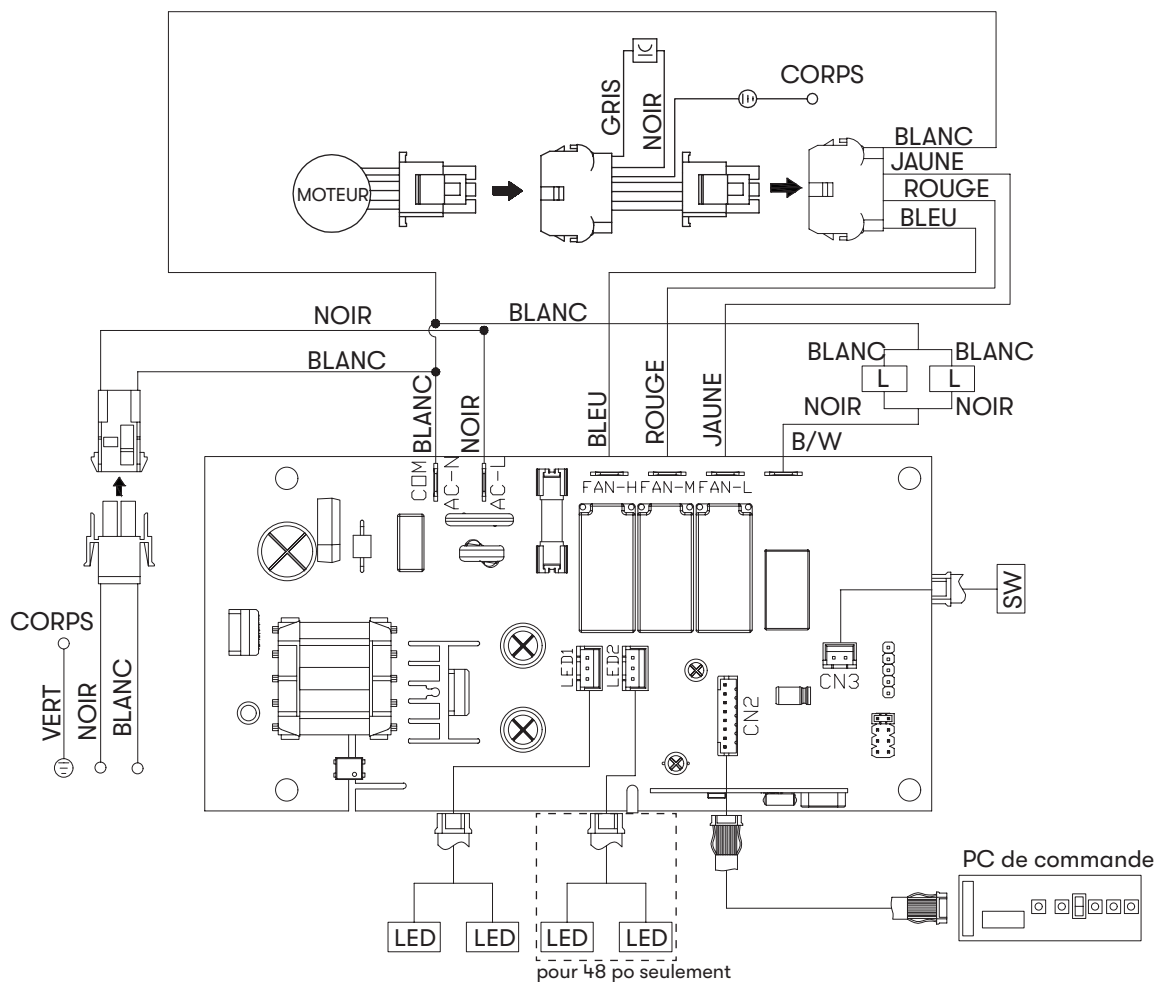 CORPS
GRIS
NOIR
MOTEUR
BLANC
JAUNE
ROUGE
BLEU
NOIR
BLANC
BLANC
BLANC
BLANC
L
L
NOIR
NOIR
B/W
BLANC
NOIR
BLEU
ROUGE
JAUNE
COM
AC-N
AC-L
FAN-H
FAN-M
FAN-L
SW
CORPS
VERT
NOIR
BLANC
LED1
LED2
CN3
CN2
PC de commande
LED
LED
LED
LED
pour 48 po seulement